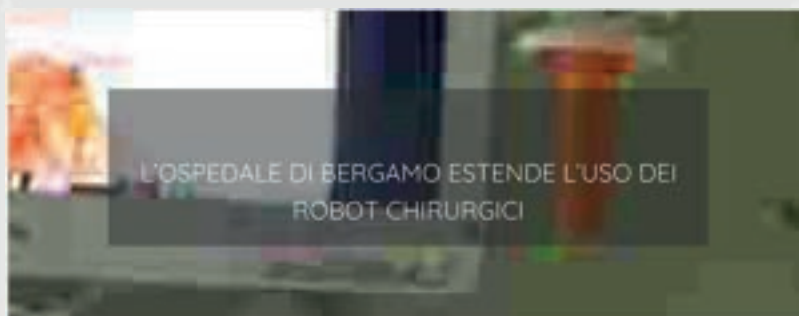 L'OSPEDALE DI BERGAMO ESTENDE L'USO DEI
ROBOT CHIRURGICI